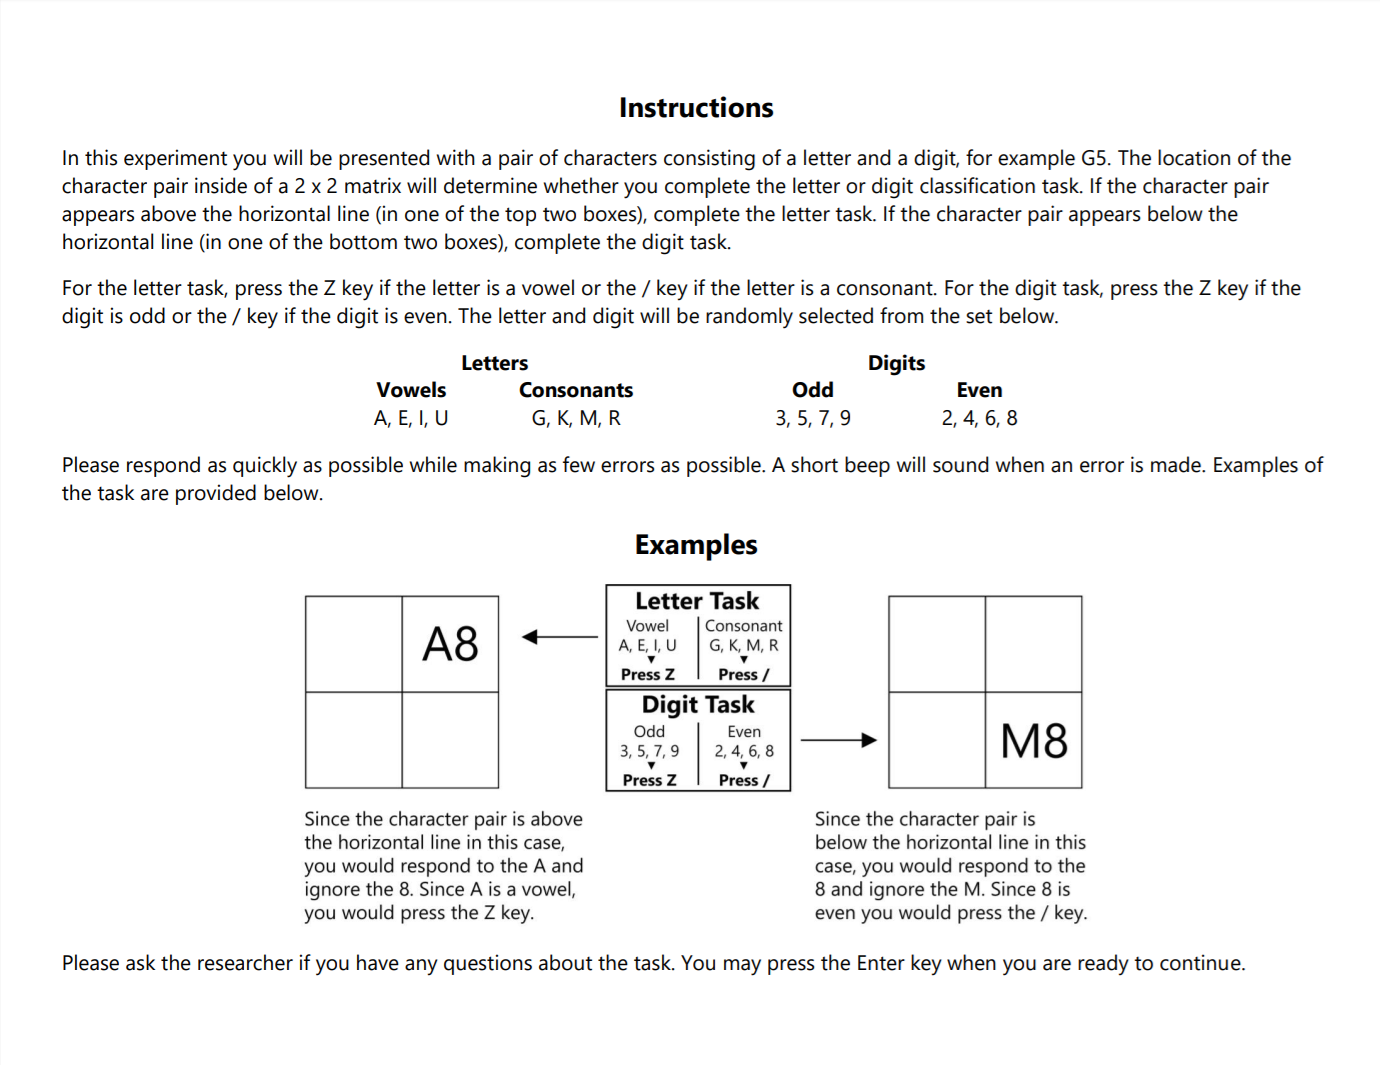 Instructions
In this experiment you will be presented with a pair of characters consisting of a letter and a digit, for example G5. The location of the
character pair inside of a 2 x 2 matrix will determine whether you complete the letter or digit classification task. If the character pair
appears above the horizontal line (in one of the top two boxes), complete the letter task. If the character pair appears below the
horizontal line (in one of the bottom two boxes), complete the digit task.
For the letter task, press the Z key if the letter is a vowel or the / key if the letter is a consonant. For the digit task, press the Z key if the
digit is odd or the / key if the digit is even. The letter and digit will be randomly selected from the set below.
Letters Digits
Vowels Consonants Odd Even
A, E, I, U G, K, M, R 3, 5, 7, 9 2, 4, 6, 8
Please respond as quickly as possible while making as few errors as possible. A short beep will sound when an error is made. Examples of
the task are provided below.
Examples
A8
Letter Task
Vowel Consonant
A, E, I, U G, K, M, R
Press Z Press /
Digit Task
Odd Even
3, 5, 7, 9 2, 4, 6, 8
Press Z Press /
M8
Since the character pair is above
the horizontal line in this case,
you would respond to the A and
ignore the 8. Since A is a vowel,
you would press the Z key.
Since the character pair is
below the horizontal line in this
case, you would respond to the
8 and ignore the M. Since 8 is
even you would press the / key.
Please ask the researcher if you have any questions about the task. You may press the Enter key when you are ready to continue.